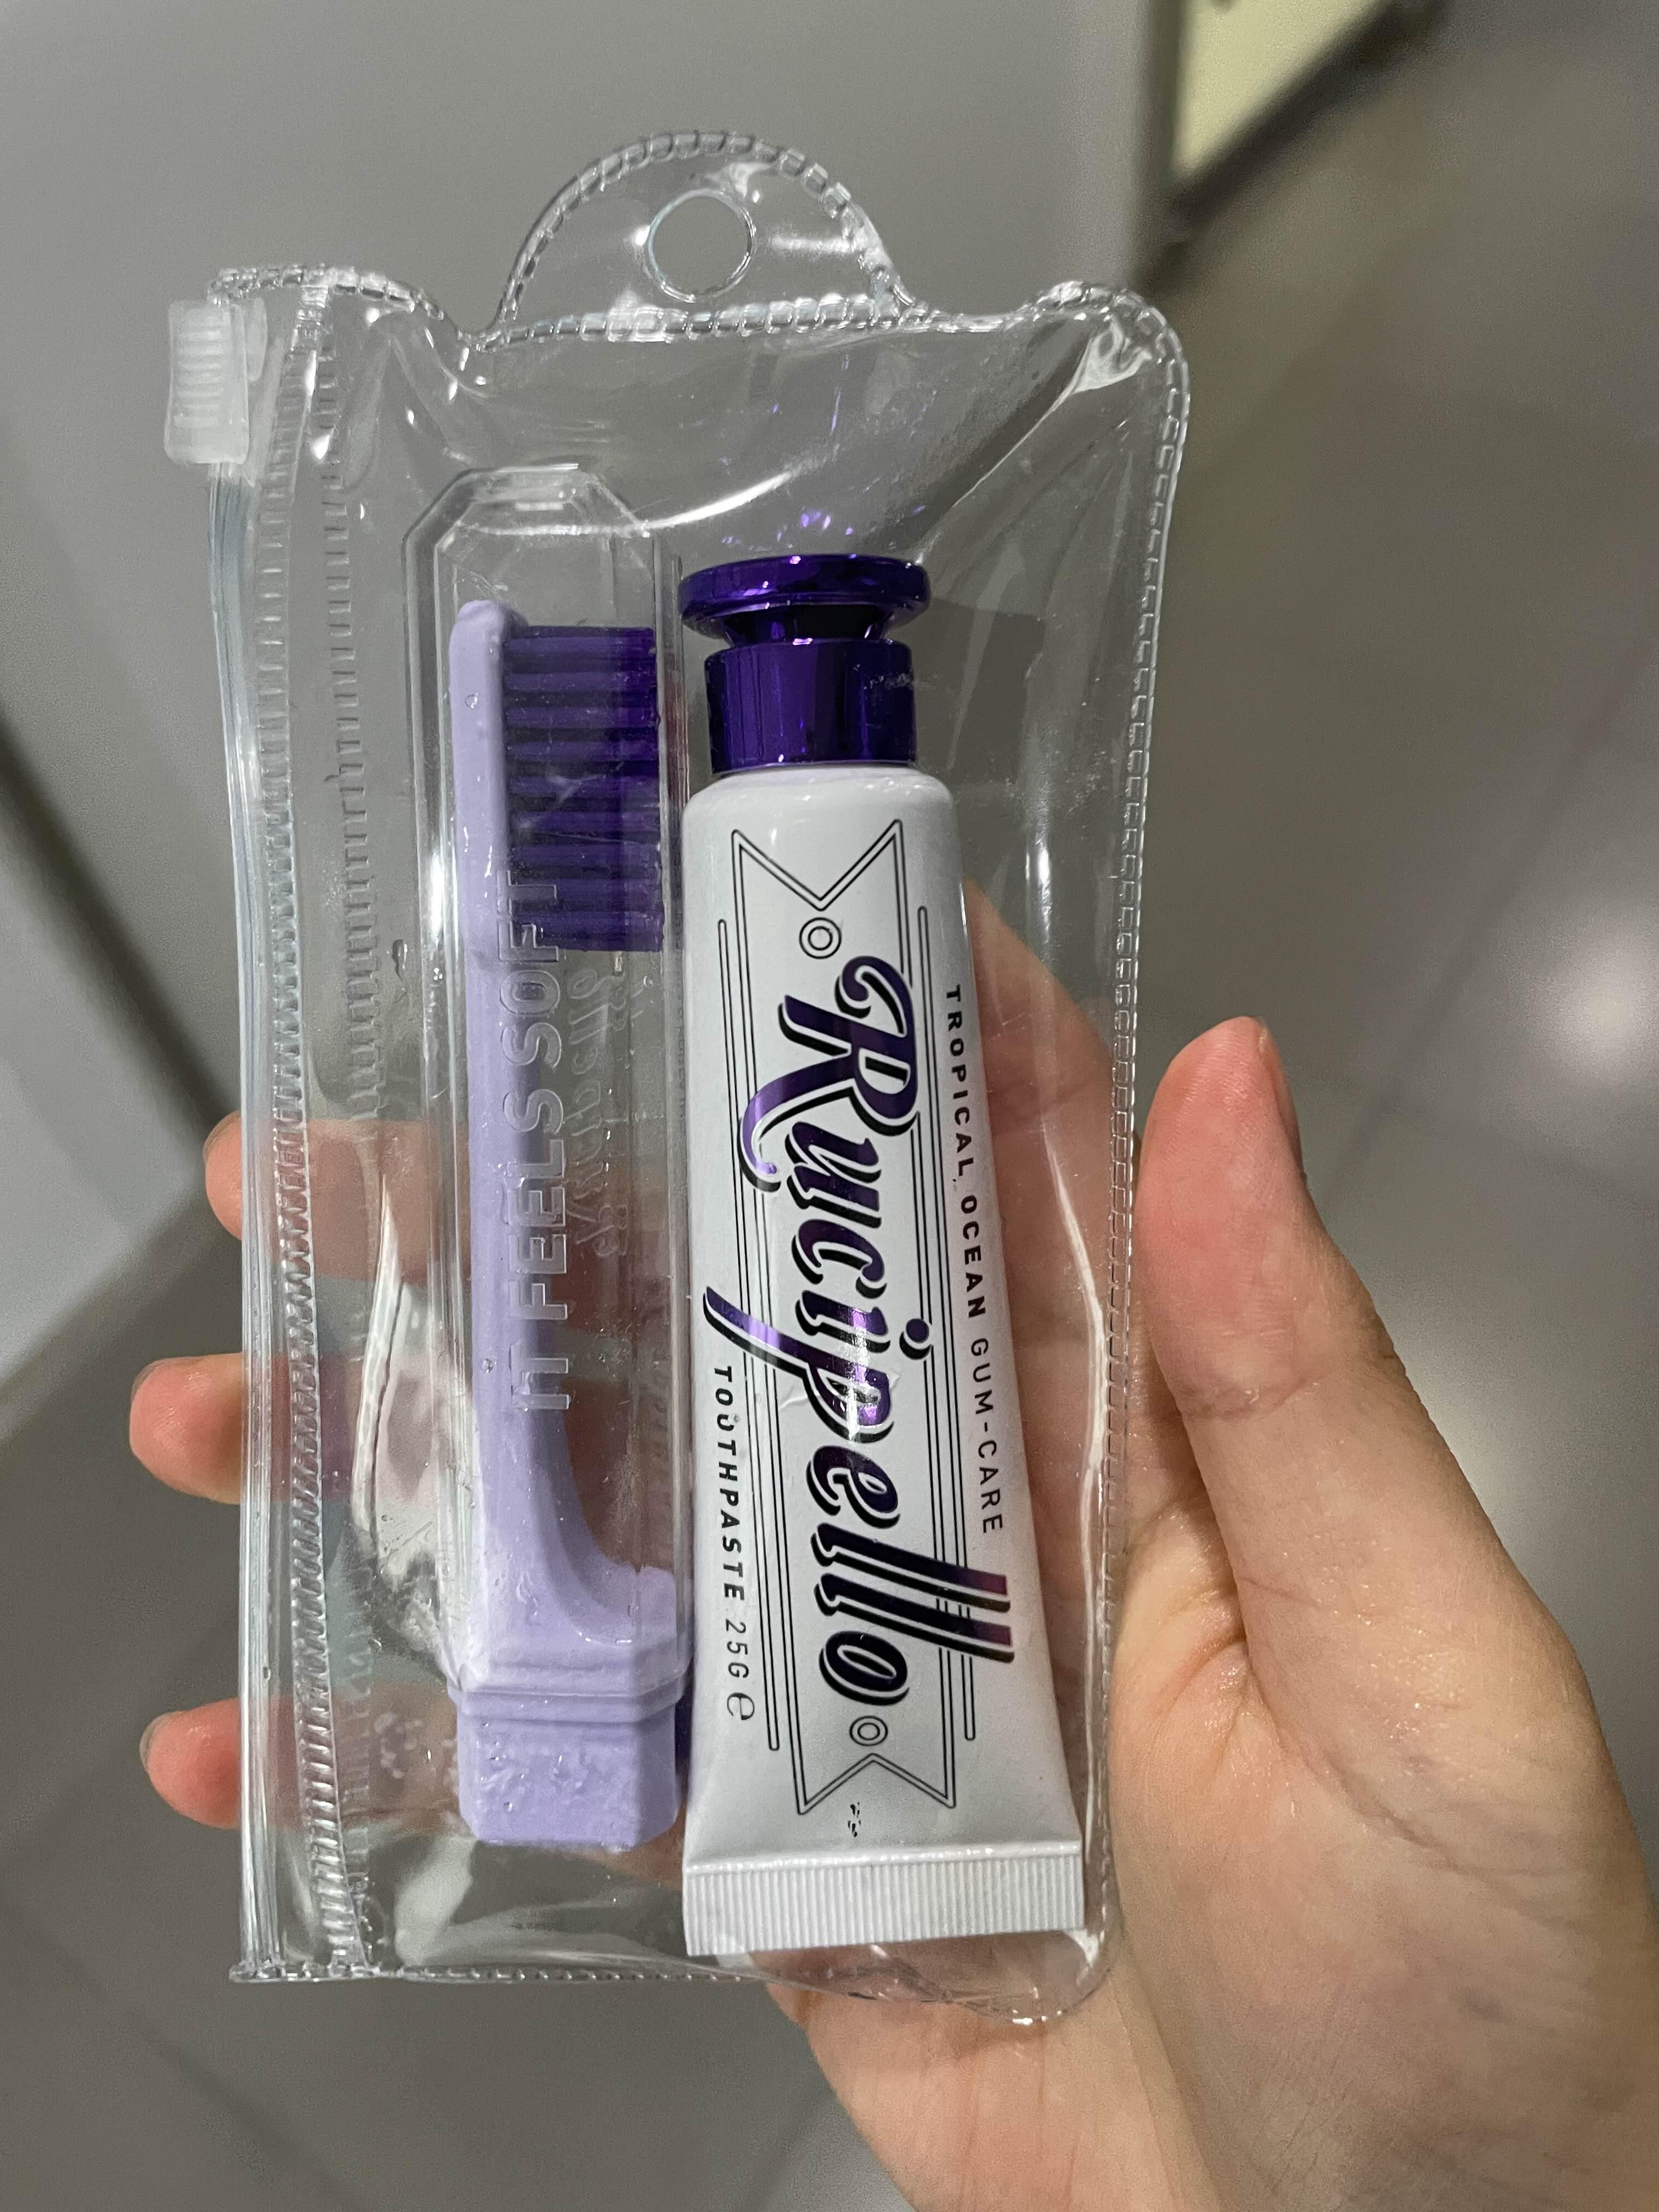 IT FEELS SOFT
TROPICAL, OCEAN GUM-CARE
Rucipello
TOOTHPASTE 25G ℮